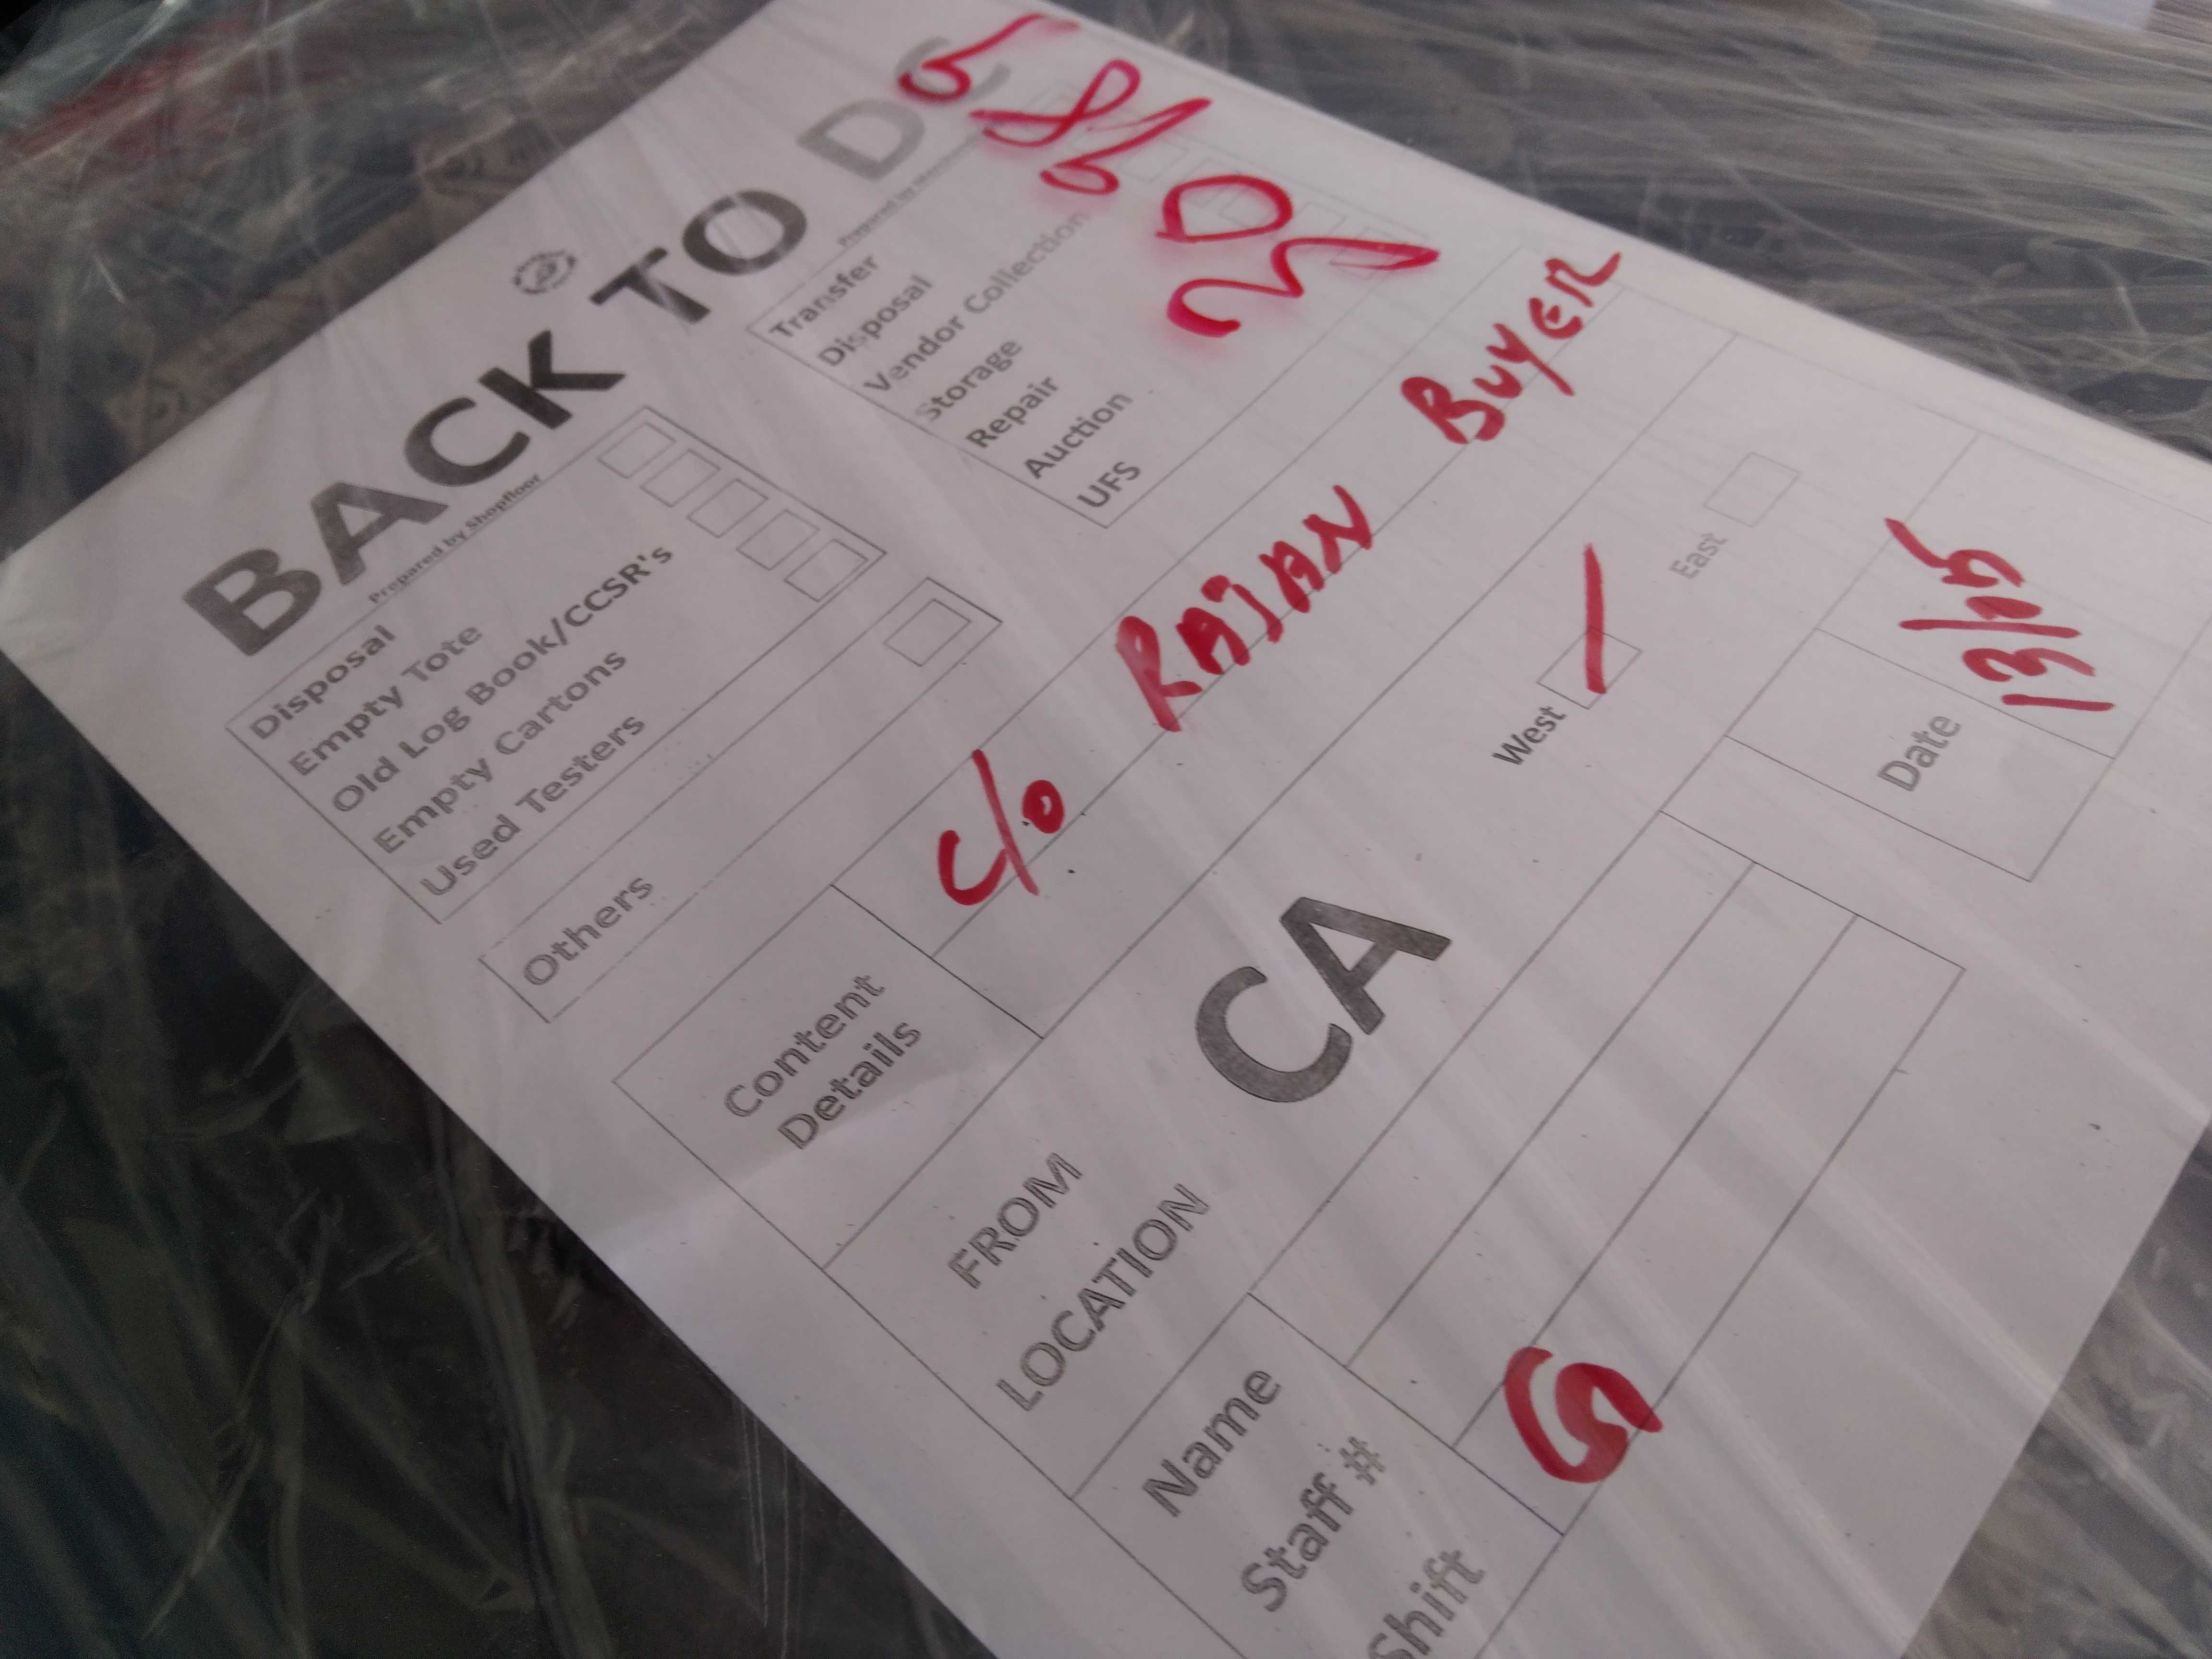 BACK TO DC
Prepared by Shopfloor
Disposal
Empty Tote
Old Log Book/CCSR's
Empty Cartons
Used Testers
Others
Transfer
Disposal
Vendor Collection
Storage
Repair
Auction
UFS
Content
Details
C/O RAJAN BUYER
FROM
LOCATION
CA
West
East
Name
Staff #
Shift
G
Date
13/05